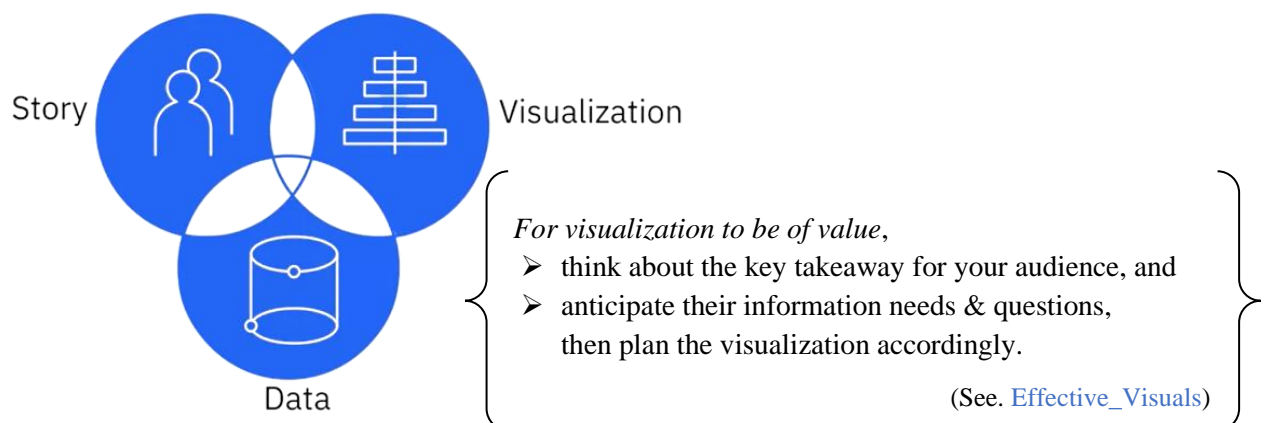 Story
Visualization
Data
For visualization to be of value,
➢ think about the key takeaway for your audience, and
➢ anticipate their information needs & questions,
then plan the visualization accordingly.
(See. Effective_Visuals)